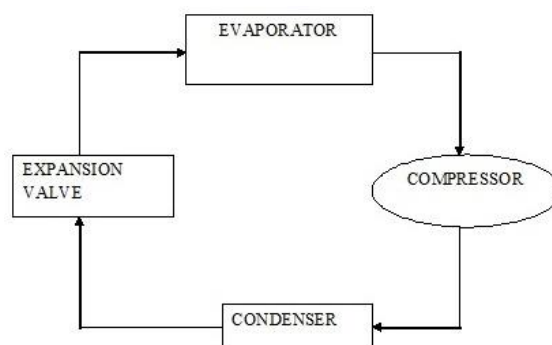 EVAPORATOR
EXPANSION
VALVE
COMPRESSOR
CONDENSER